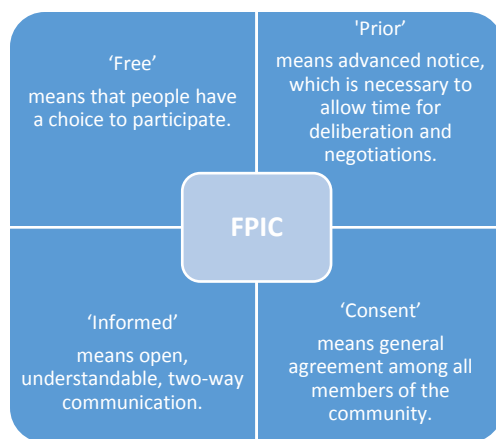 ‘Free’
means that people have
a choice to participate.
'Prior’
means advanced notice,
which is necessary to
allow time for
deliberation and
negotiations.
FPIC
‘Informed’
means open,
understandable, two-way
communication.
‘Consent’
means general
agreement among all
members of the
community.